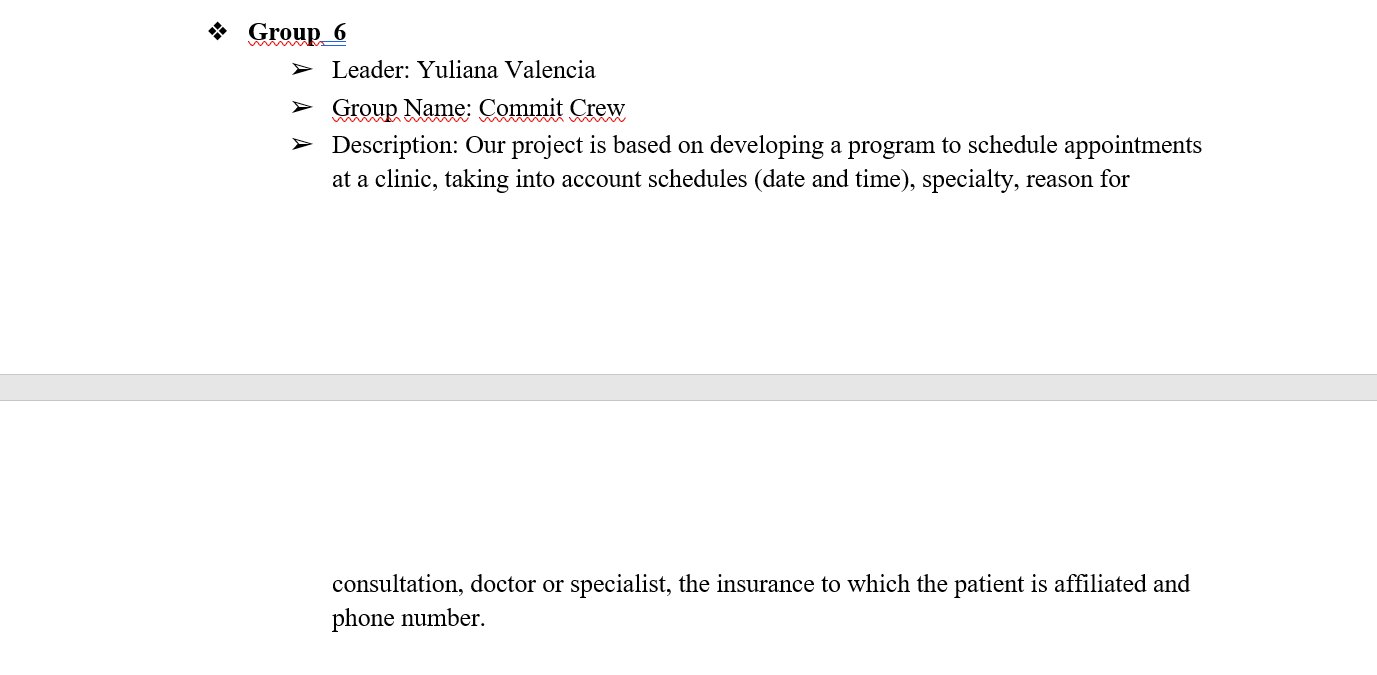 ❖ Group 6
➢ Leader: Yuliana Valencia
➢ Group Name: Commit Crew
➢ Description: Our project is based on developing a program to schedule appointments
at a clinic, taking into account schedules (date and time), specialty, reason for
consultation, doctor or specialist, the insurance to which the patient is affiliated and
phone number.